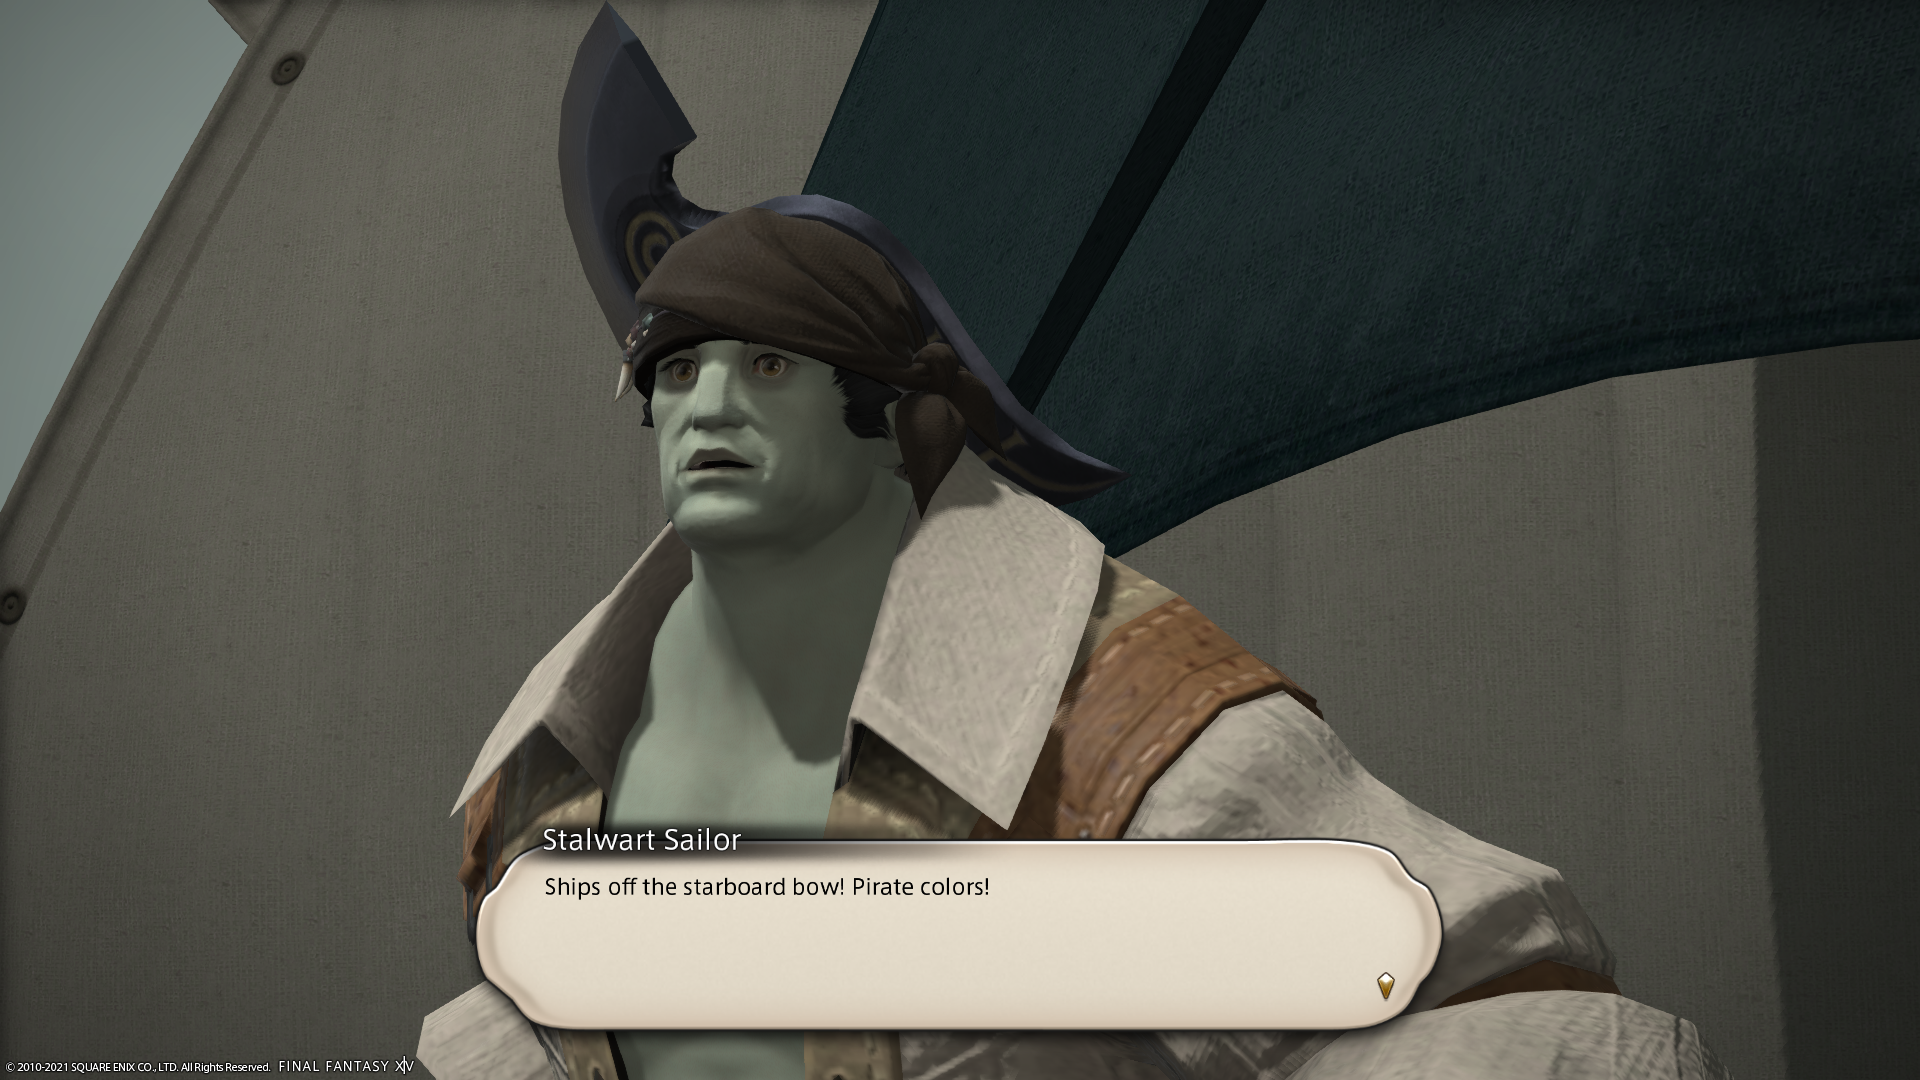 Stalwart Sailor
Ships off the starboard bow! Pirate colors!
© 2010-2021 SQUARE ENIX CO., LTD. All Rights Reserved. FINAL FANTASY XIV